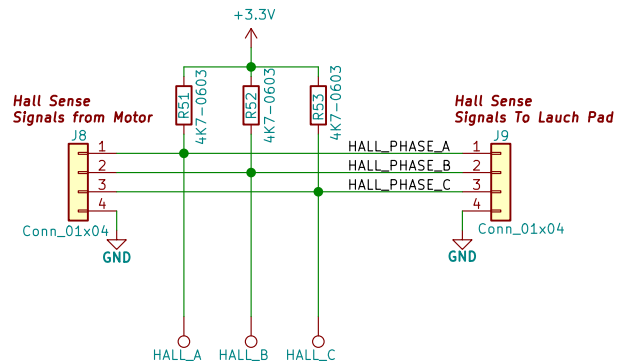 +3.3V
R51
4K7-0603
R52
4K7-0603
R53
4K7-0603
Hall Sense
Signals from Motor
J8
Hall Sense
Signals To Lauch Pad
J9
1
HALL_PHASE_A
1
2
HALL_PHASE_B
2
3
HALL_PHASE_C
3
4
4
Conn_01x04
GND
Conn_01x04
GND
HALL_A
HALL_B
HALL_C